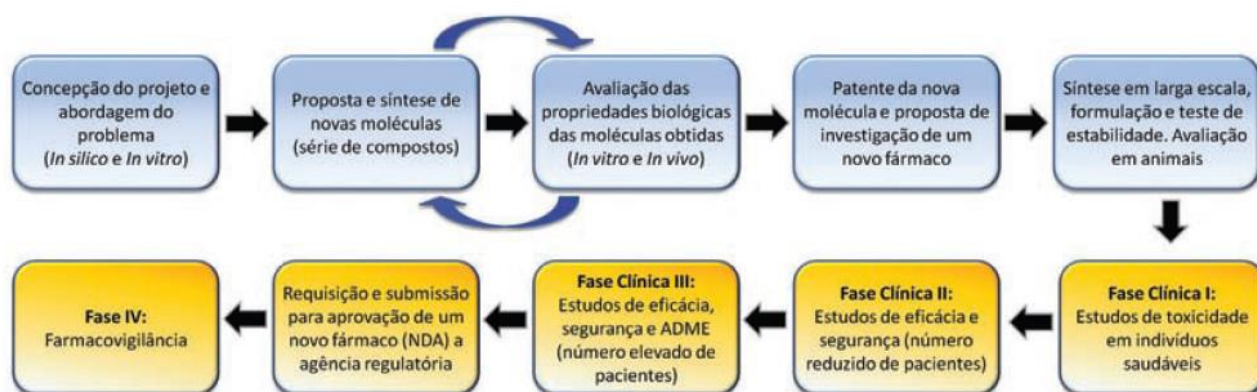 Concepção do projeto e
abordagem do
problema
(In silico e In vitro)
Proposta e síntese de
novas moléculas
(série de compostos)
Avaliação das
propriedades biológicas
das moléculas obtidas
(In vitro e In vivo)
Patente da nova
molécula e proposta de
investigação de um
novo fármaco
Síntese em larga escala,
formulação e teste de
estabilidade. Avaliação
em animais
Fase Clínica I:
Estudos de toxicidade
em indivíduos
saudáveis
Fase Clínica II:
Estudos de eficácia e
segurança (número
reduzido de pacientes)
Fase Clínica III:
Estudos de eficácia,
segurança e ADME
(número elevado de
pacientes)
Requisição e submissão
para aprovação de um
novo fármaco (NDA) a
agência regulatória
Fase IV:
Farmacovigilância